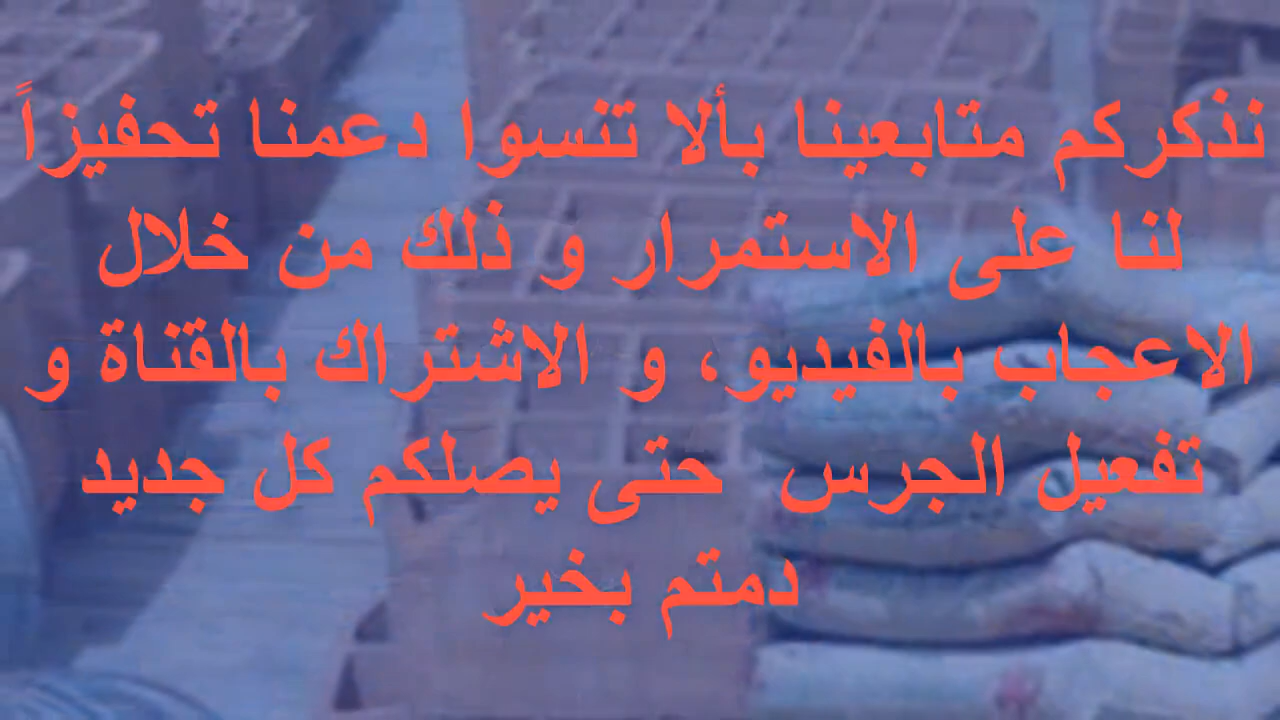 نذكركم متابعينا بألا تنسوا دعمنا تحفيزاً
لنا على الاستمرار و ذلك من خلال
الاعجاب بالفيديو، و الاشتراك بالقناة و
تفعيل الجرس حتى يصلكم كل جديد
دمتم بخير